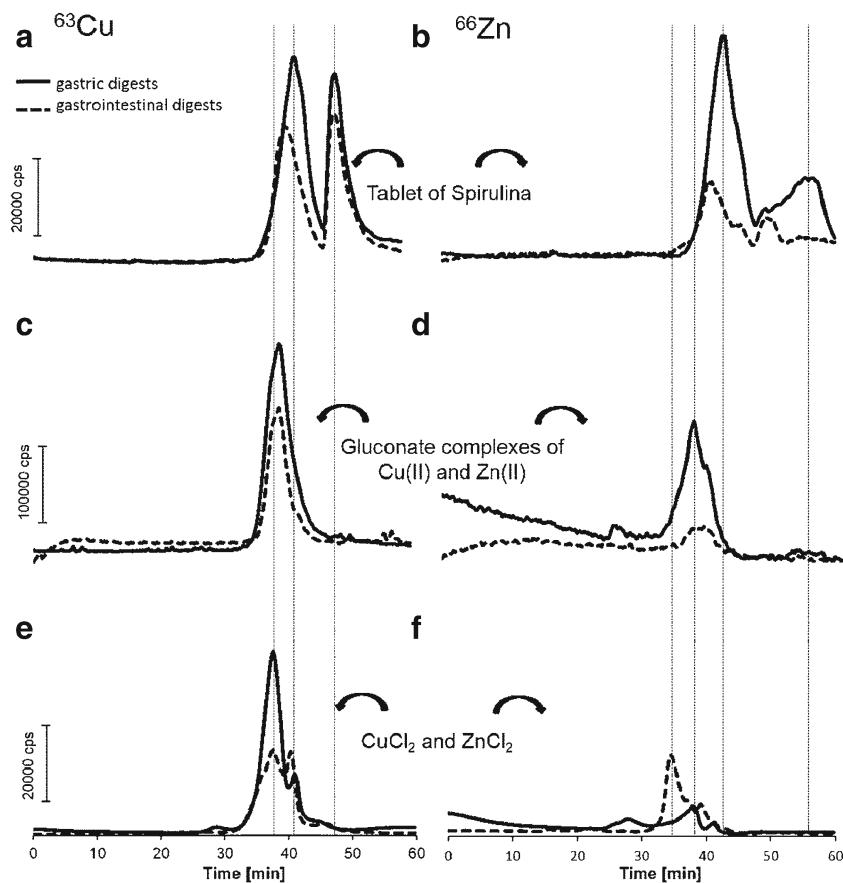 a ⁶³Cu
b ⁶⁶Zn
gastric digests
gastrointestinal digests
20000 cps
Tablet of Spirulina
c
d
100000 cps
Gluconate complexes of
Cu(II) and Zn(II)
e
f
20000 cps
CuCl₂ and ZnCl₂
0 10 20 30 40 50 60
0 10 20 30 40 50 60
Time [min]
Time [min]